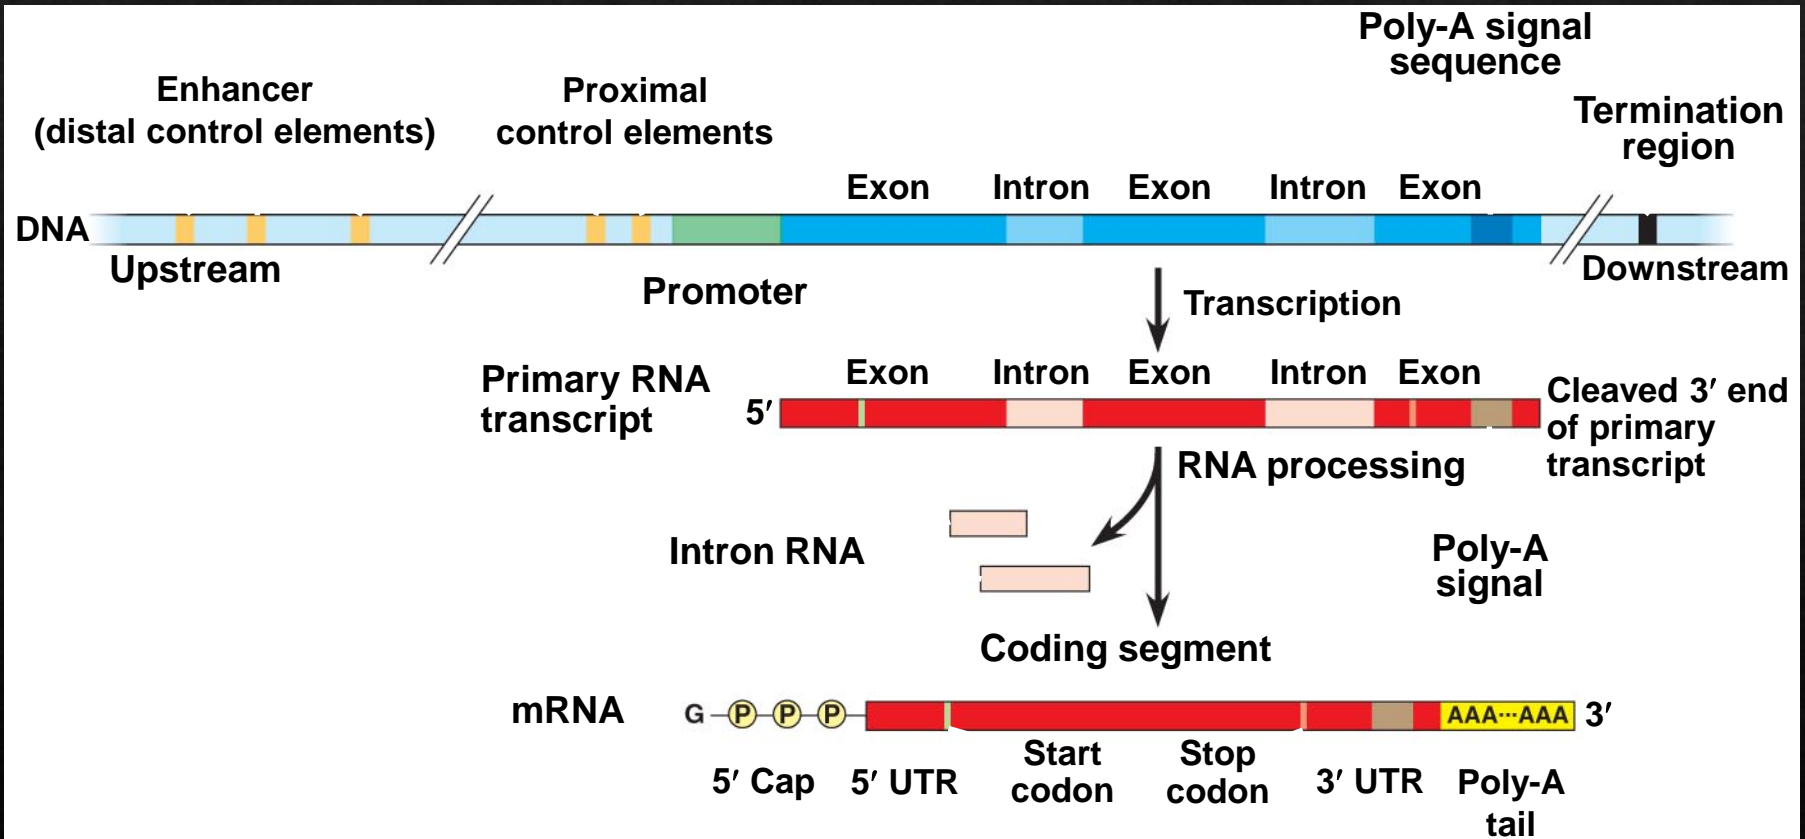 Poly-A signal
sequence
Enhancer
(distal control elements)
Proximal
control elements
Termination
region
Exon Intron Exon Intron Exon
DNA
Upstream
Downstream
Promoter
Transcription
Primary RNA
transcript
Exon Intron Exon Intron Exon
5′
Cleaved 3′ end
of primary
transcript
RNA processing
Intron RNA
Poly-A
signal
Coding segment
mRNA
G P P P AAA···AAA 3′
Start
codon
Stop
codon
5′ Cap 5′ UTR 3′ UTR Poly-A
tail